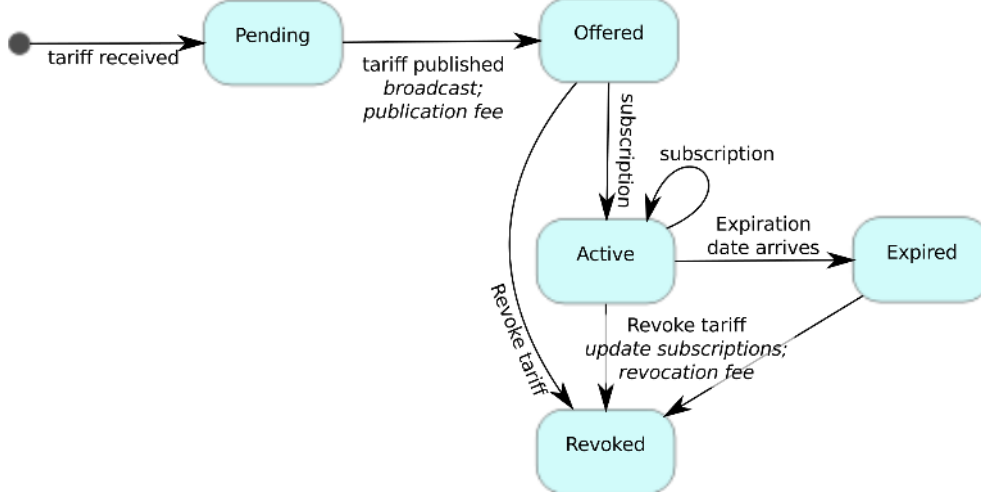 Pending
Offered
tariff received
tariff published
broadcast;
publication fee
subscription
subscription
Expiration
date arrives
Active
Expired
Revoke tariff
Revoke tariff
update subscriptions;
revocation fee
Revoked